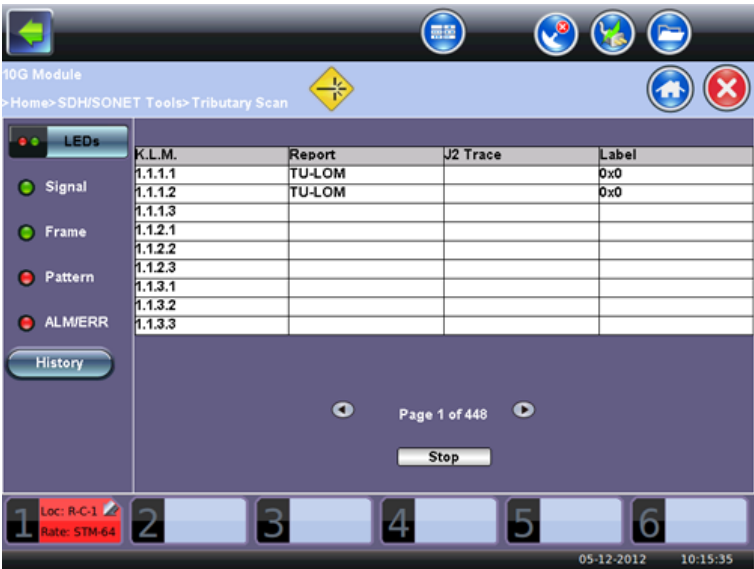 10G Module
>Home>SDH/SONET Tools>Tributary Scan
LEDs
K.L.M. Report J2 Trace Label
1.1.1.1 TU-LOM 0x0
1.1.1.2 TU-LOM 0x0
1.1.1.3
1.1.2.1
1.1.2.2
1.1.2.3
1.1.3.1
1.1.3.2
1.1.3.3
Signal
Frame
Pattern
ALM/ERR
History
Page 1 of 448
Stop
1 Loc: R-C-1
Rate: STM-64
2 3 4 5 6
05-12-2012 10:15:35